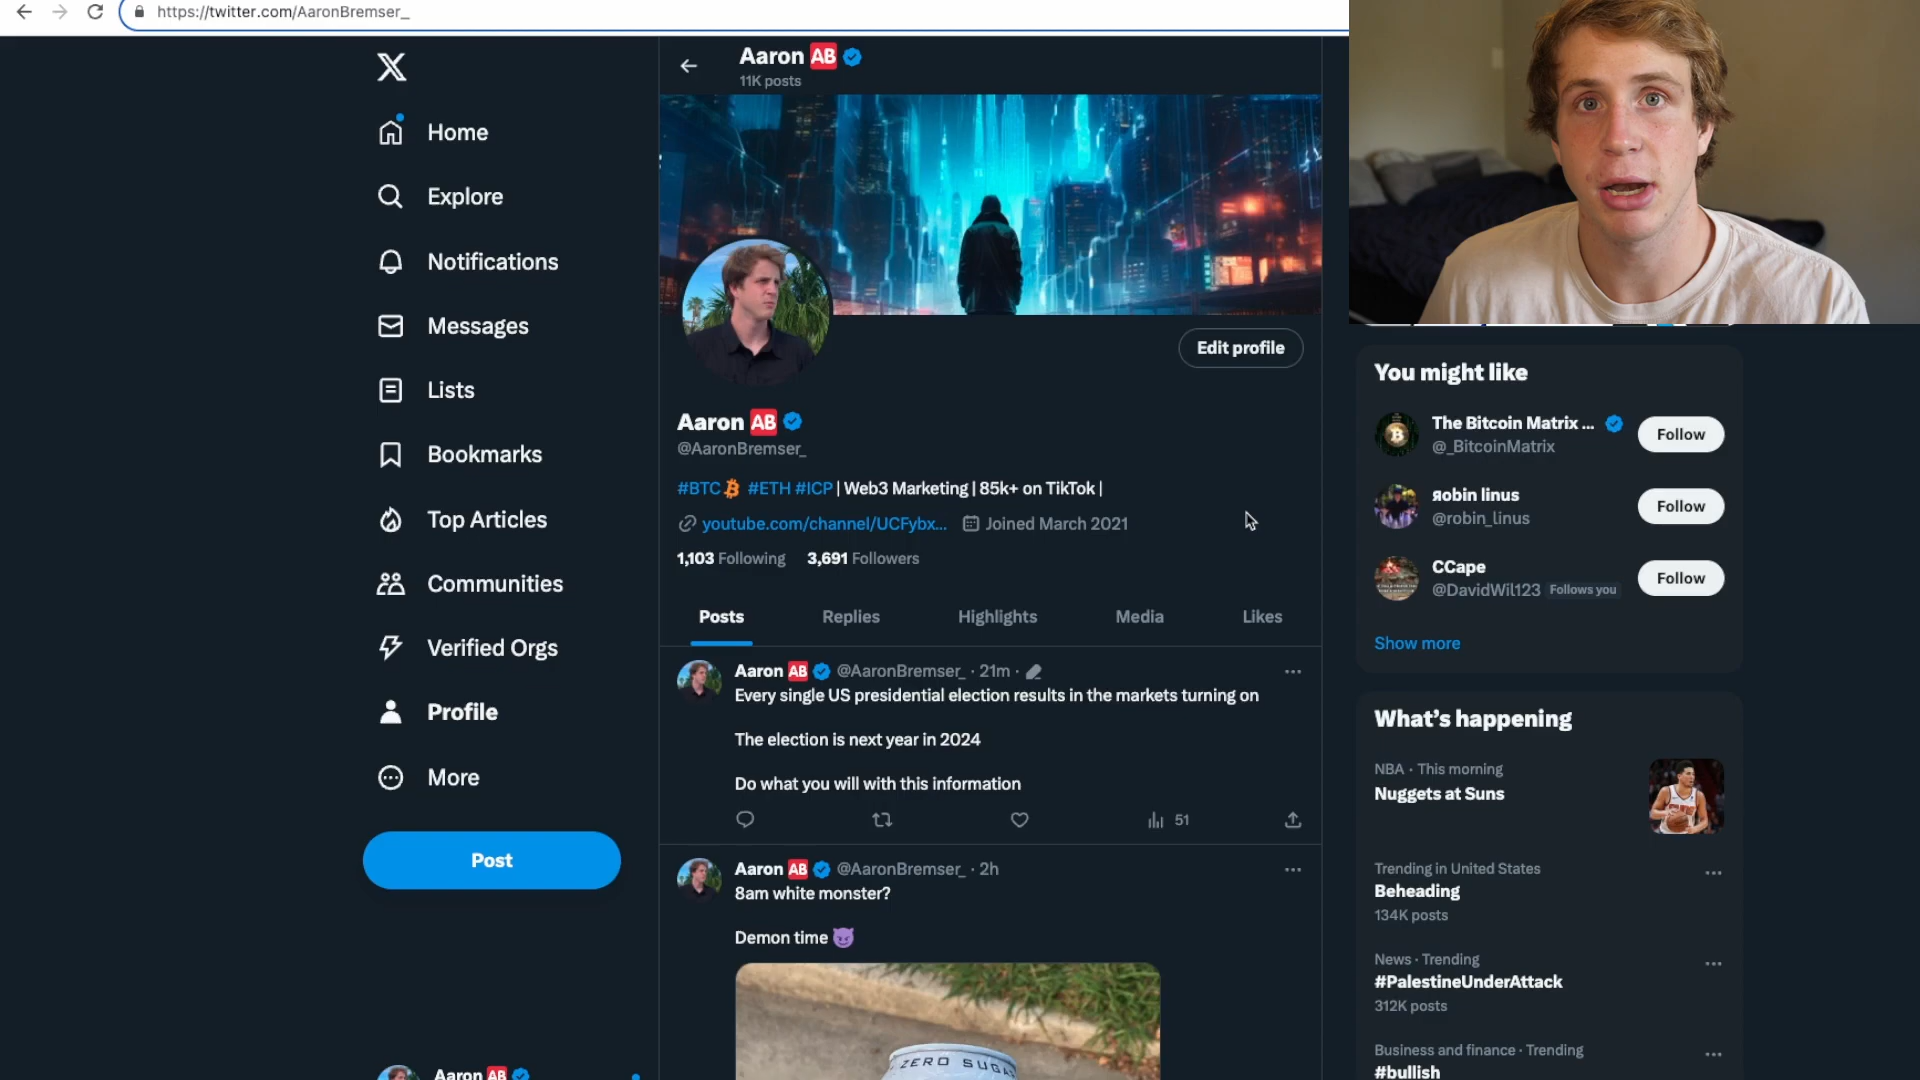 https://twitter.com/AaronBremser_
X
Home
Explore
Notifications
Messages
Lists
Bookmarks
Top Articles
Communities
Verified Orgs
Profile
More
Post
Aaron AB
Aaron AB
11K posts
Edit profile
Aaron AB
@AaronBremser_
#BTC #ETH #ICP | Web3 Marketing | 85k+ on TikTok |
youtube.com/channel/UCFybx... Joined March 2021
1,103 Following 3,691 Followers
Posts Replies Highlights Media Likes
Aaron AB @AaronBremser_ · 21m ·
Every single US presidential election results in the markets turning on
The election is next year in 2024
Do what you will with this information
51
Aaron AB @AaronBremser_ · 2h
8am white monster?
Demon time 😈
ZERO SUGA
You might like
The Bitcoin Matrix ...
@_BitcoinMatrix
Follow
Яobin linus
@robin_linus
Follow
CCape
@DavidWil123 Follows you
Follow
Show more
What's happening
NBA · This morning
Nuggets at Suns
Trending in United States
Beheading
134K posts
News · Trending
#PalestineUnderAttack
312K posts
Business and finance · Trending
#bullish